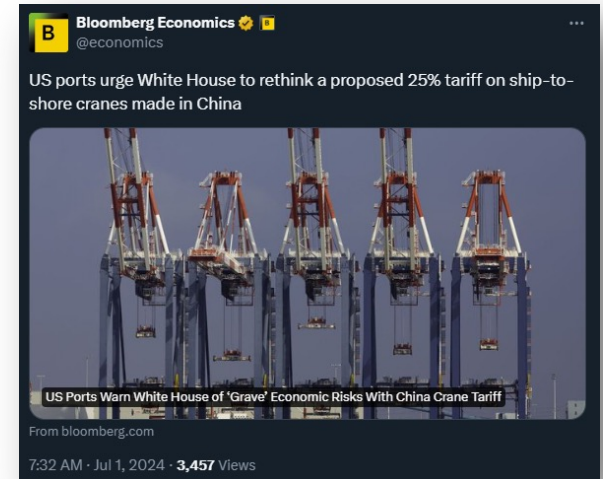 Bloomberg Economics
@economics
US ports urge White House to rethink a proposed 25% tariff on ship-to-
shore cranes made in China
US Ports Warn White House of ‘Grave’ Economic Risks With China Crane Tariff
From bloomberg.com
7:32 AM · Jul 1, 2024 · 3,457 Views